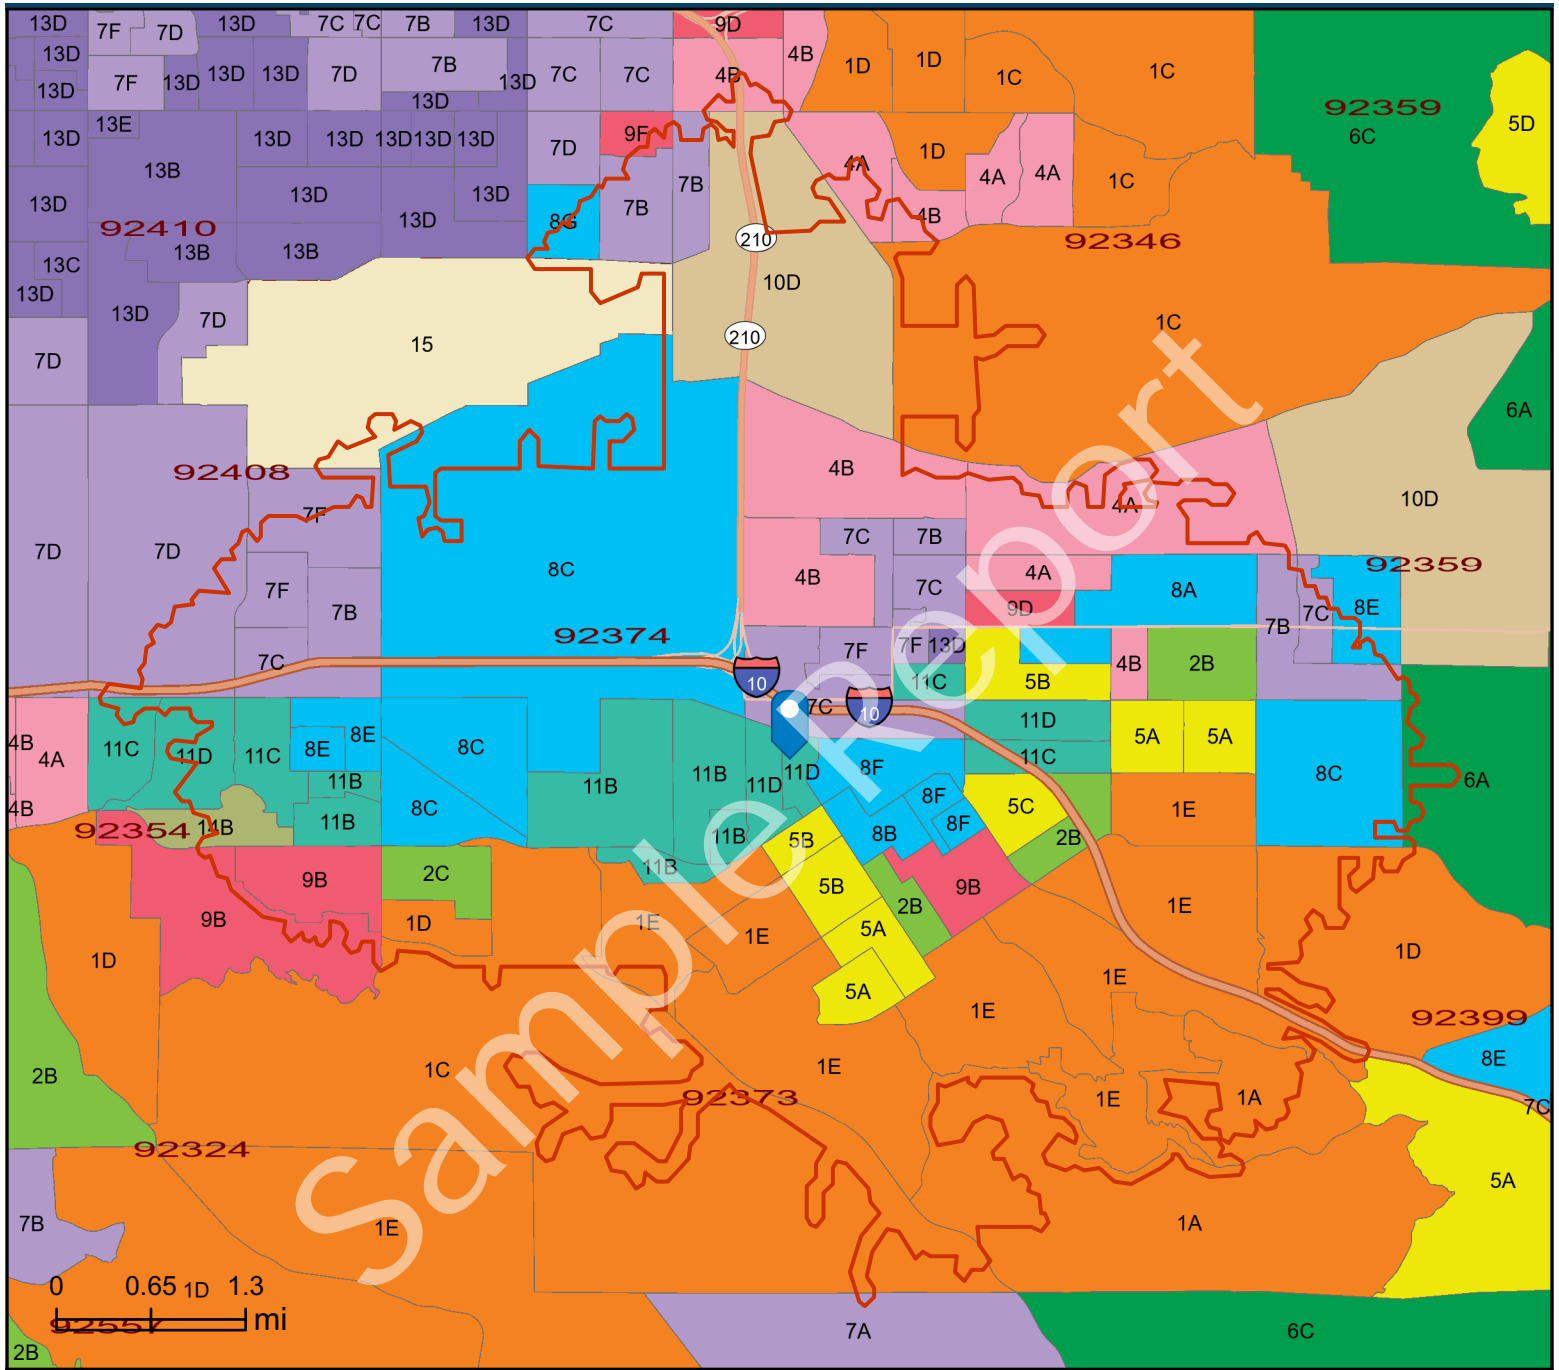 13D 7F 7D 13D 7C 7C 7B 13D 7C 9D
13D 13D 13D 7D 7B 7C 7C 4B 4B 1D 1D 1C 1C
13D 7F 13D 13D 13D
92359
6C 5D
13D 13E 13D 13D 13D 13D 13D 7D 9F 1D
13B 4A 4A 4A 1C
13D 13D 13D 7B 7B
92410 13D 8G 4B
13B 13B 210 92346
13C
13D 13D 7D 10D
15 210 1C
7D
6A
92408 4B
7F 4A 10D
7D 7D 7C 7B
8C 4B 7C 4A 8A 92359
7F 7B 9D 7B 7C 8E
92374
7C 7F 7F 13D 4B 2B
10 11C 5B
7C 10
4B 4A 11C 11D 11C 8E 8E 8C 11B 11D 11D 8F 11D 11C 5A 5A 8C 6A
11B 11B 11D 8F
4B 8C 5C 1E
92354 14B 11B 11B 5B 8B 8F 2B
11B
9B 2C 5B 9B
9B 1D 1E 1E 5A 2B 1E
1D 1D
5A 1E 1E
92399
2B 1C 1E 8E
92373 1E 1A 7C
92324
5A
7B 1E 1A
0 0.65 1D 1.3
mi
92557
2B 7A 6C
Sample Report